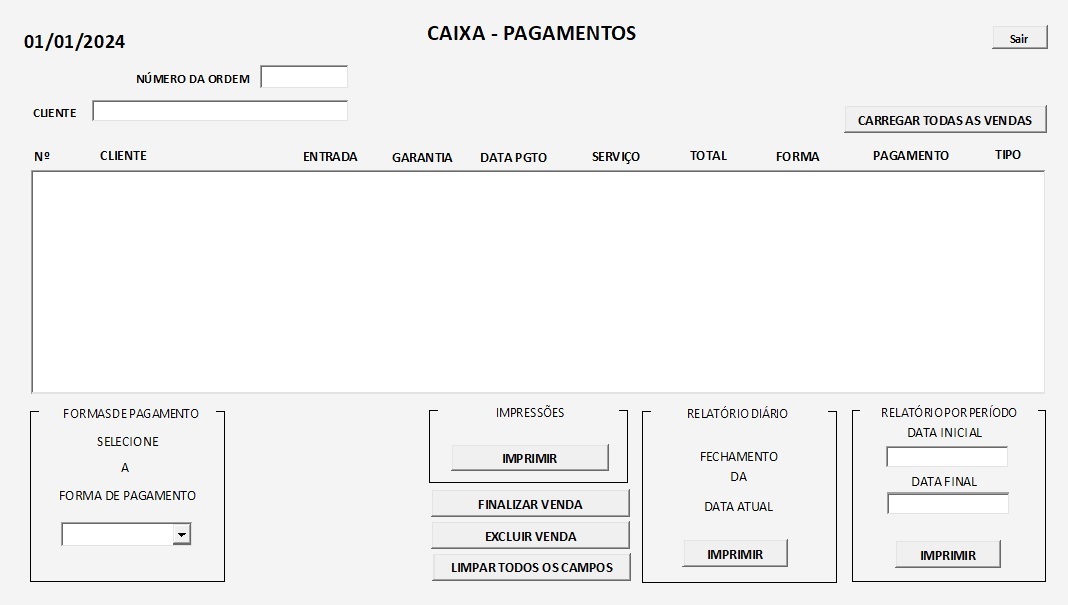 01/01/2024
CAIXA - PAGAMENTOS
Sair
NÚMERO DA ORDEM
CLIENTE
CARREGAR TODAS AS VENDAS
Nº CLIENTE ENTRADA GARANTIA DATA PGTO SERVIÇO TOTAL FORMA PAGAMENTO TIPO
FORMAS DE PAGAMENTO
SELECIONE
A
FORMA DE PAGAMENTO
IMPRESSÕES
IMPRIMIR
FINALIZAR VENDA
EXCLUIR VENDA
LIMPAR TODOS OS CAMPOS
RELATÓRIO DIÁRIO
FECHAMENTO
DA
DATA ATUAL
IMPRIMIR
RELATÓRIO POR PERÍODO
DATA INICIAL
DATA FINAL
IMPRIMIR